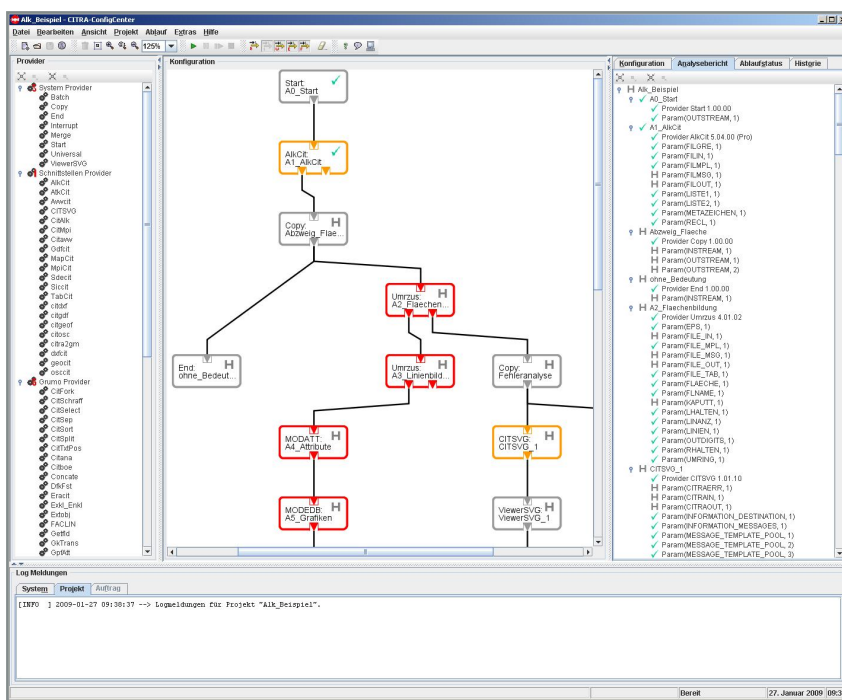 Alk_Beispiel - CITRA-ConfigCenter
Datei Bearbeiten Ansicht Projekt Ablauf Extras Hilfe
125%
Provider
System Provider
Batch
Copy
End
Interrupt
Merge
Start
Universal
ViewerSVG
Schnittstellen Provider
AlkCit
AtkCit
Awwcit
CITSVG
CitAlk
CitMpi
Citaww
Gdfcit
MapCit
MpiCit
Sdecit
Siccit
TabCit
citdxf
citgdf
citgeof
citosc
citra2gm
dxfcit
geocit
osccit
Grumo Provider
CitFork
CitSchraff
CitSelect
CitSep
CitSort
CitSplit
CitTxtPos
Citana
Citboe
Concate
DfkFst
Eracit
Exkl_Enkl
Extobj
FACLIN
GetfId
GkTrans
GptAtt
Konfiguration
Start:
A0_Start
AlkCit:
A1_AlkCit
Copy:
Abzweig_Flae...
Umrzus:
A2_Flaechen...
End:
ohne_Bedeut...
Umrzus:
A3_Linienbild...
Copy:
Fehleranalyse
MODATT:
A4_Attribute
CITSVG:
CITSVG_1
MODEDB:
A5_Grafiken
ViewerSVG:
ViewerSVG_1
Konfiguration Analysebericht Ablaufstatus Historie
Alk_Beispiel
A0_Start
Provider Start 1.00.00
Param(OUTSTREAM, 1)
A1_AlkCit
Provider AlkCit 5.04.00 (Pro)
Param(FILGRE, 1)
Param(FILIN, 1)
Param(FILMPL, 1)
Param(FILMSG, 1)
Param(FILOUT, 1)
Param(LISTE1, 1)
Param(LISTE2, 1)
Param(METAZEICHEN, 1)
Param(RECL, 1)
Abzweig_Flaeche
Provider Copy 1.00.00
Param(INSTREAM, 1)
Param(OUTSTREAM, 1)
Param(OUTSTREAM, 2)
ohne_Bedeutung
Provider End 1.00.00
Param(INSTREAM, 1)
A2_Flaechenbildung
Provider Umrzus 4.01.02
Param(EPS, 1)
Param(FILE_IN, 1)
Param(FILE_MPL, 1)
Param(FILE_MSG, 1)
Param(FILE_OUT, 1)
Param(FILE_TAB, 1)
Param(FLAECHE, 1)
Param(FLNAME, 1)
Param(KAPUTT, 1)
Param(LHALTEN, 1)
Param(LINANZ, 1)
Param(LINIEN, 1)
Param(OUTDIGITS, 1)
Param(RHALTEN, 1)
Param(UMRING, 1)
CITSVG_1
Provider CITSVG 1.01.10
Param(CITRAERR, 1)
Param(CITRAIN, 1)
Param(CITRAOUT, 1)
Param(INFORMATION_DESTINATION, 1)
Param(INFORMATION_MESSAGES, 1)
Param(MESSAGE_TEMPLATE_POOL, 1)
Param(MESSAGE_TEMPLATE_POOL, 2)
Param(MESSAGE_TEMPLATE_POOL, 3)
Log Meldungen
System Projekt Auftrag
[INFO ] 2009-01-27 09:38:37 --> Logmeldungen für Projekt "Alk_Beispiel".
Bereit 27. Januar 2009